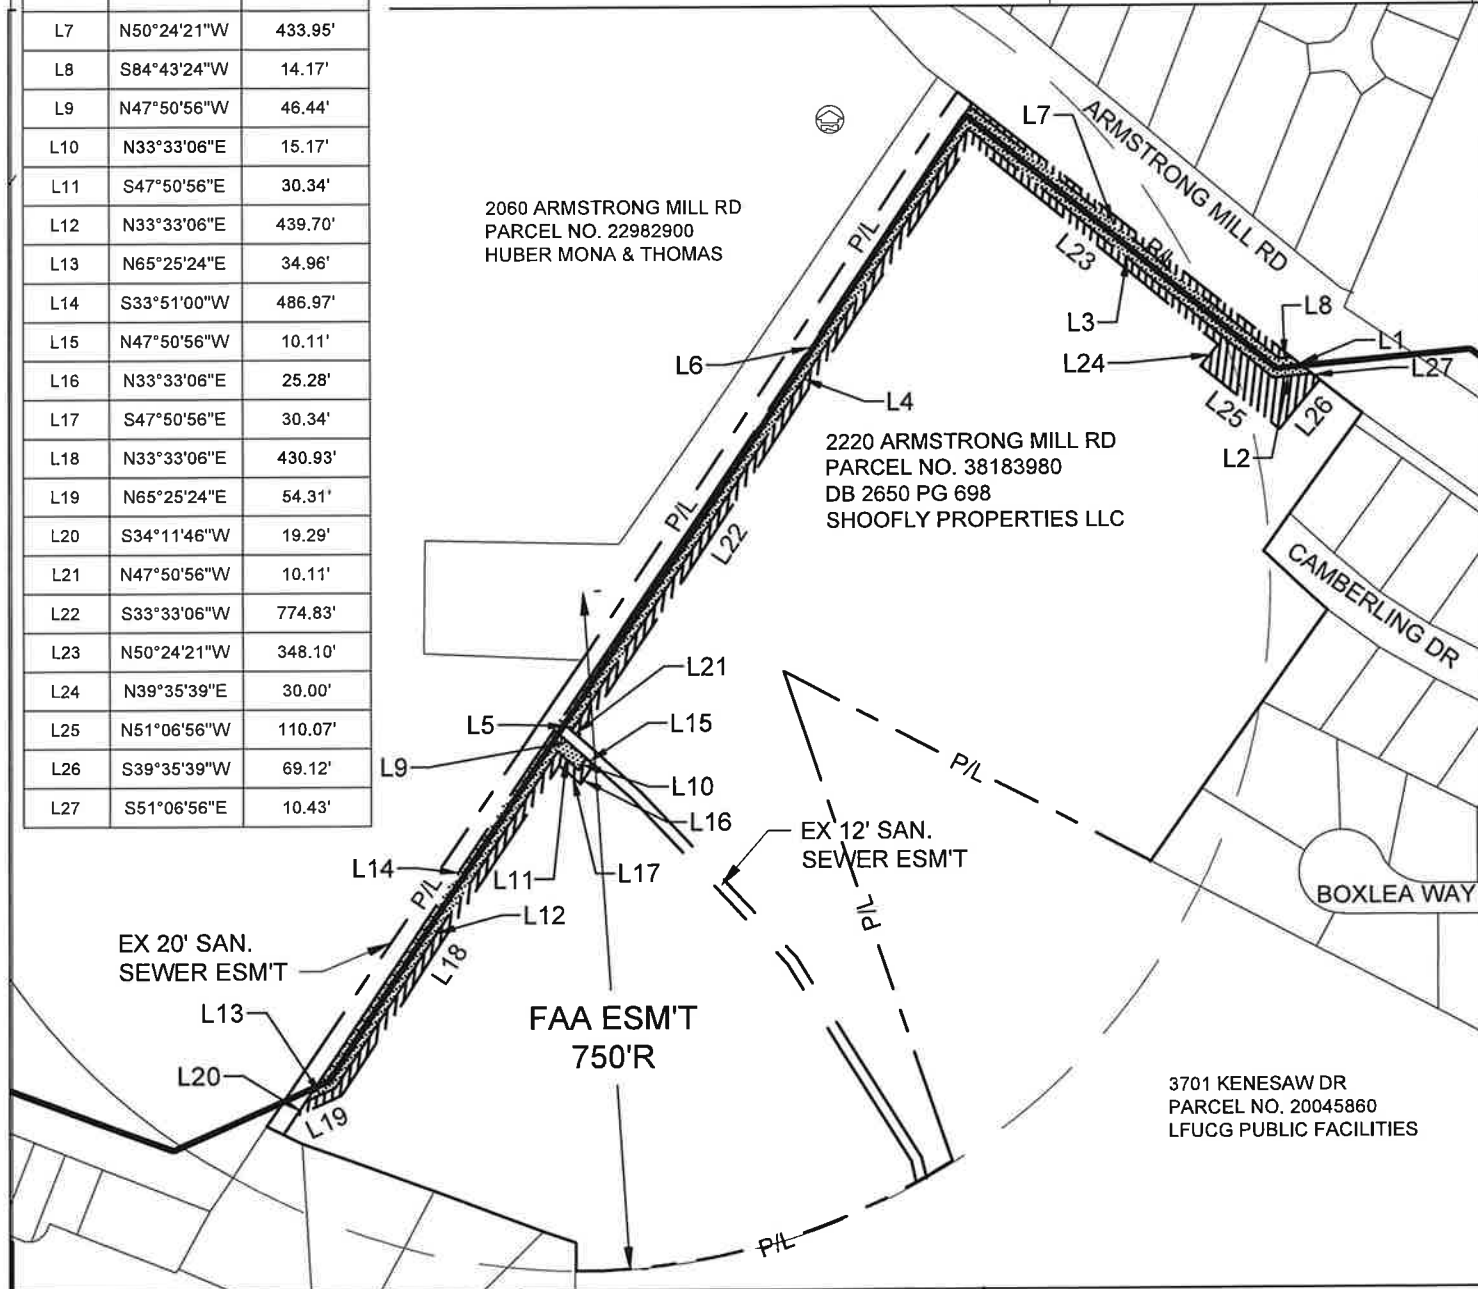 L7 N50°24'21"W 433.95'
L8 S84°43'24"W 14.17'
L9 N47°50'56"W 46.44'
L10 N33°33'06"E 15.17'
L11 S47°50'56"E 30.34'
L12 N33°33'06"E 439.70'
L13 N65°25'24"E 34.96'
L14 S33°51'00"W 486.97'
L15 N47°50'56"W 10.11'
L16 N33°33'06"E 25.28'
L17 S47°50'56"E 30.34'
L18 N33°33'06"E 430.93'
L19 N65°25'24"E 54.31'
L20 S34°11'46"W 19.29'
L21 N47°50'56"W 10.11'
L22 S33°33'06"W 774.83'
L23 N50°24'21"W 348.10'
L24 N39°35'39"E 30.00'
L25 N51°06'56"W 110.07'
L26 S39°35'39"W 69.12'
L27 S51°06'56"E 10.43'
L7
ARMSTRONG MILL RD
2060 ARMSTRONG MILL RD
PARCEL NO. 22982900
HUBER MONA & THOMAS
P/L
L23
P/L
L3
L8
L1
L6
L24
L27
L4
L25
L26
2220 ARMSTRONG MILL RD
PARCEL NO. 38183980
DB 2650 PG 698
SHOOFLY PROPERTIES LLC
L2
P/L
L22
CAMBERLING DR
L21
L5
L15
L9
L10
P/L
L16
EX 12' SAN.
SEWER ESM'T
L14
L11
L17
P/L
L12
P/L
BOXLEA WAY
EX 20' SAN.
SEWER ESM'T
L18
L13
FAA ESM'T
750'R
L20
L19
3701 KENESAW DR
PARCEL NO. 20045860
LFUCG PUBLIC FACILITIES
P/L